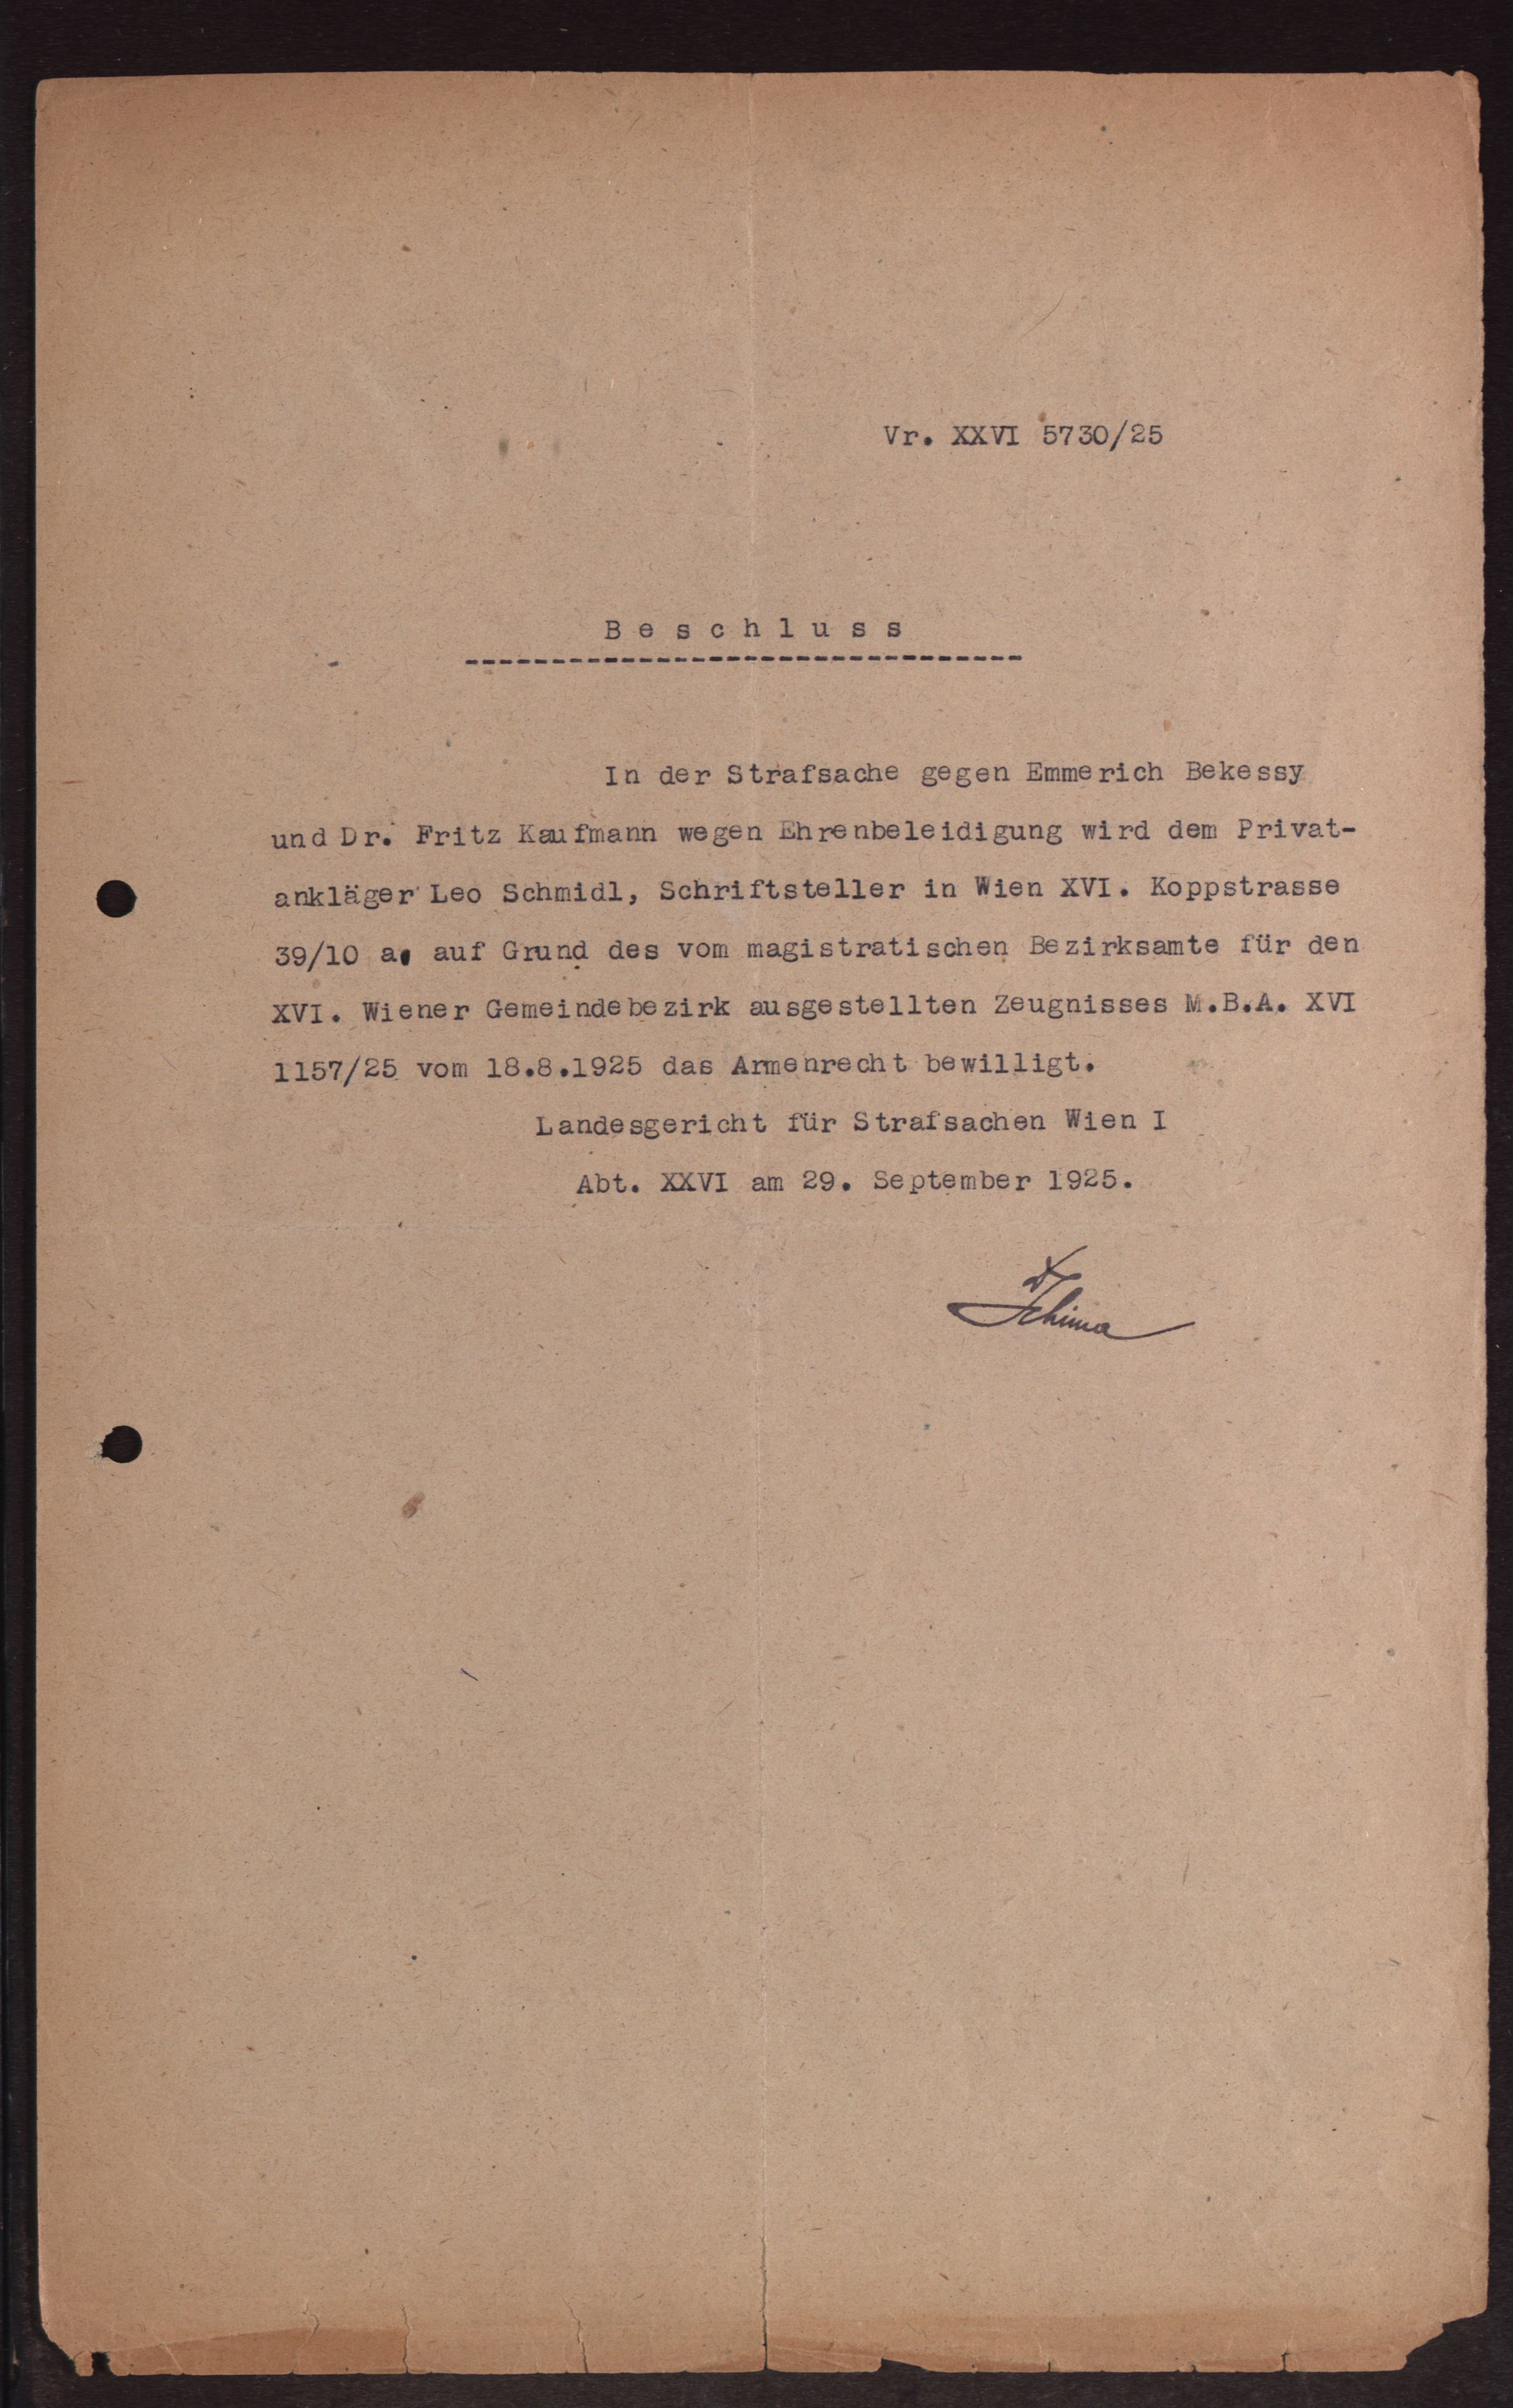 Vr. XXVI 5730/25
Beschluss
--------------------------------
In der Strafsache gegen Emmerich Bekessy
und Dr. Fritz Kaufmann wegen Ehrenbeleidigung wird dem Privat-
ankläger Leo Schmidl, Schriftsteller in Wien XVI. Koppstrasse
39/10 a. auf Grund des vom magistratischen Bezirksamte für den
XVI. Wiener Gemeindebezirk ausgestellten Zeugnisses M.B.A. XVI
1157/25 vom 18.8.1925 das Armenrecht bewilligt.
Landesgericht für Strafsachen Wien I
Abt. XXVI am 29. September 1925.